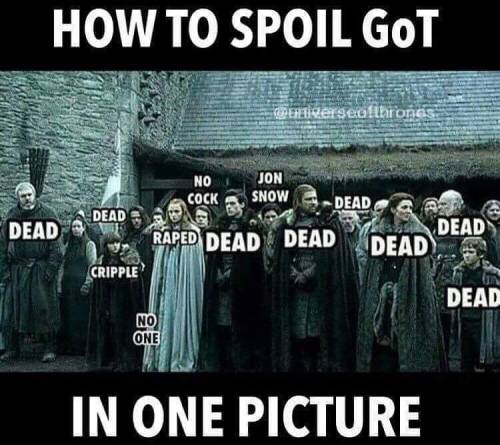 HOW TO SPOIL GoT
@universeofthrones
NO
COCK
JON
SNOW
DEAD
DEAD
DEAD
DEAD
RAPED
DEAD
DEAD
DEAD
CRIPPLE
DEAD
NO
ONE
IN ONE PICTURE